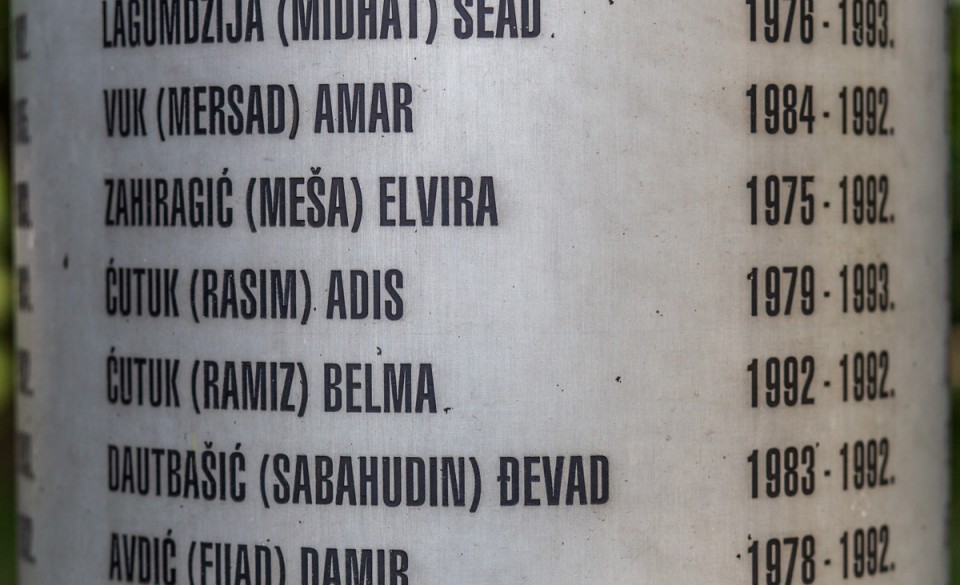 LAGUMDŽIJA (MIDHAT) SEAD 1976 - 1993.
VUK (MERSAD) AMAR 1984 - 1992.
ZAHIRAGIĆ (MEŠA) ELVIRA 1975 - 1992.
ĆUTUK (RASIM) ADIS 1979 - 1993.
ĆUTUK (RAMIZ) BELMA 1992 - 1992.
DAUTBAŠIĆ (SABAHUDIN) ĐEVAD 1983 - 1992.
AVDIĆ (FUAD) DAMIR 1978 - 1992.